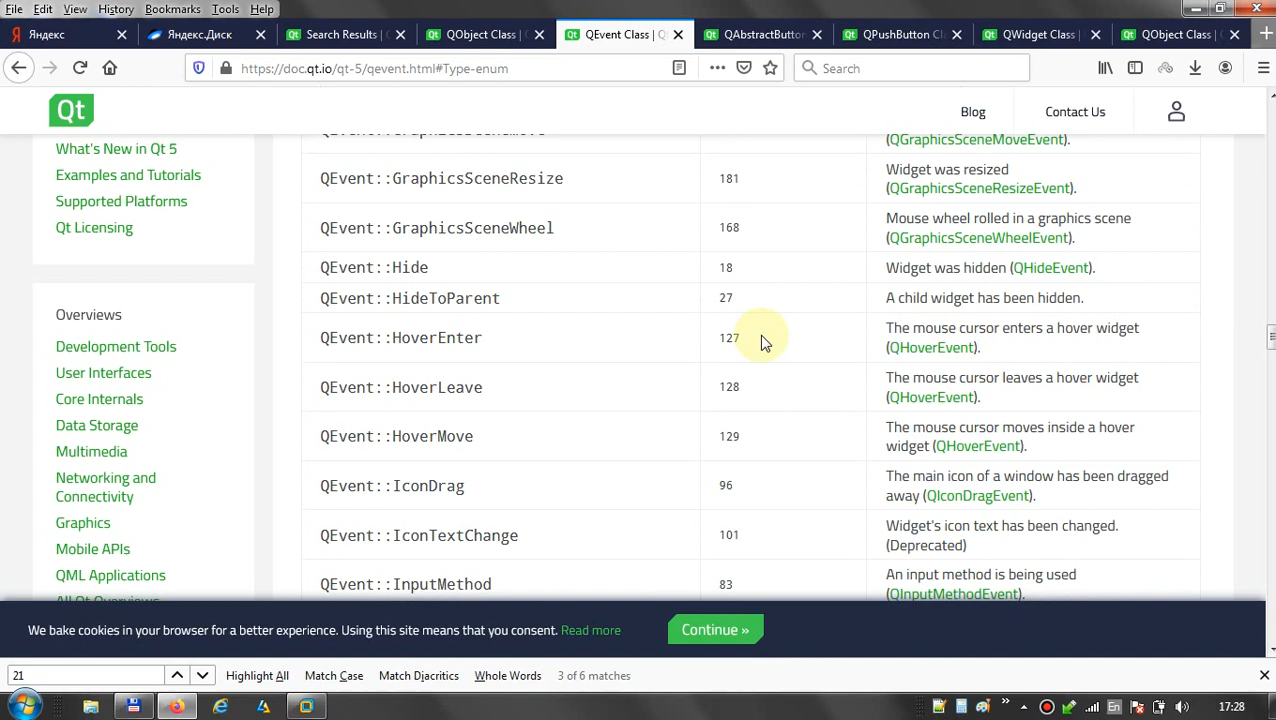 File Edit View History Bookmarks Tools Help
Яндекс
Яндекс.Диск
Search Results | Q
QObject Class | Qt
QEvent Class | Qt
QAbstractButton
QPushButton Cla
QWidget Class |
QObject Class | Q
https://doc.qt.io/qt-5/qevent.html#Type-enum
Search
Qt
Blog
Contact Us
What's New in Qt 5
Examples and Tutorials
Supported Platforms
Qt Licensing
Overviews
Development Tools
User Interfaces
Core Internals
Data Storage
Multimedia
Networking and
Connectivity
Graphics
Mobile APIs
QML Applications
All Qt Overviews
QEvent::GraphicsSceneMove
(QGraphicsSceneMoveEvent).
QEvent::GraphicsSceneResize 181 Widget was resized
(QGraphicsSceneResizeEvent).
QEvent::GraphicsSceneWheel 168 Mouse wheel rolled in a graphics scene
(QGraphicsSceneWheelEvent).
QEvent::Hide 18 Widget was hidden (QHideEvent).
QEvent::HideToParent 27 A child widget has been hidden.
QEvent::HoverEnter 127 The mouse cursor enters a hover widget
(QHoverEvent).
QEvent::HoverLeave 128 The mouse cursor leaves a hover widget
(QHoverEvent).
QEvent::HoverMove 129 The mouse cursor moves inside a hover
widget (QHoverEvent).
QEvent::IconDrag 96 The main icon of a window has been dragged
away (QIconDragEvent).
QEvent::IconTextChange 101 Widget's icon text has been changed.
(Deprecated)
QEvent::InputMethod 83 An input method is being used
(QInputMethodEvent).
We bake cookies in your browser for a better experience. Using this site means that you consent. Read more
Continue »
21
Highlight All Match Case Match Diacritics Whole Words 3 of 6 matches
En
17:28